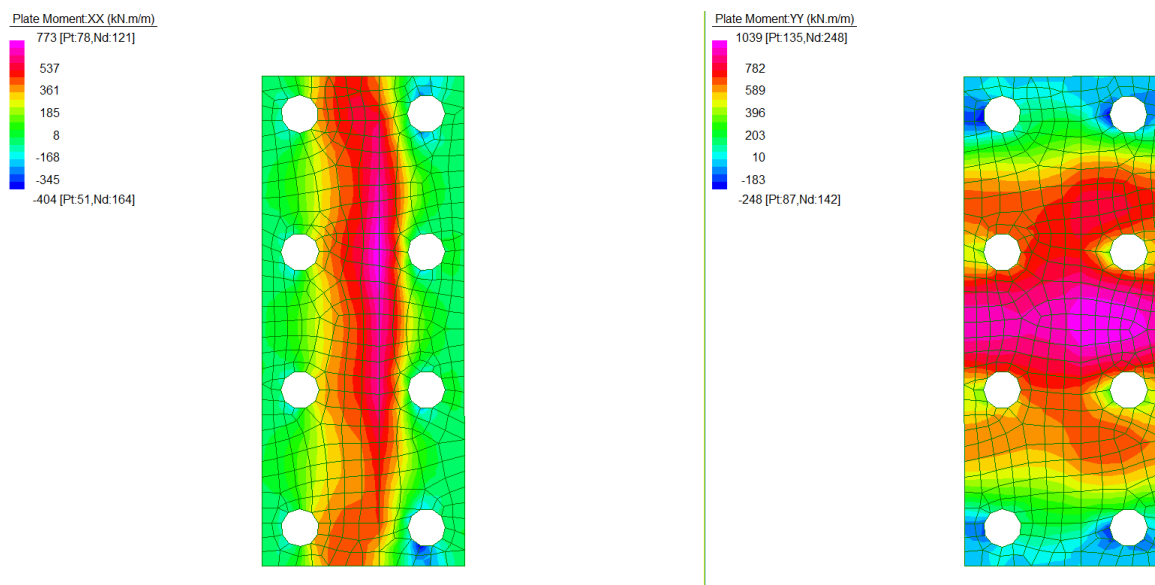 Plate Moment:XX (kN.m/m)
773 [Pt:78,Nd:121]
537
361
185
8
-168
-345
-404 [Pt:51,Nd:164]
Plate Moment:YY (kN.m/m)
1039 [Pt:135,Nd:248]
782
589
396
203
10
-183
-248 [Pt:87,Nd:142]